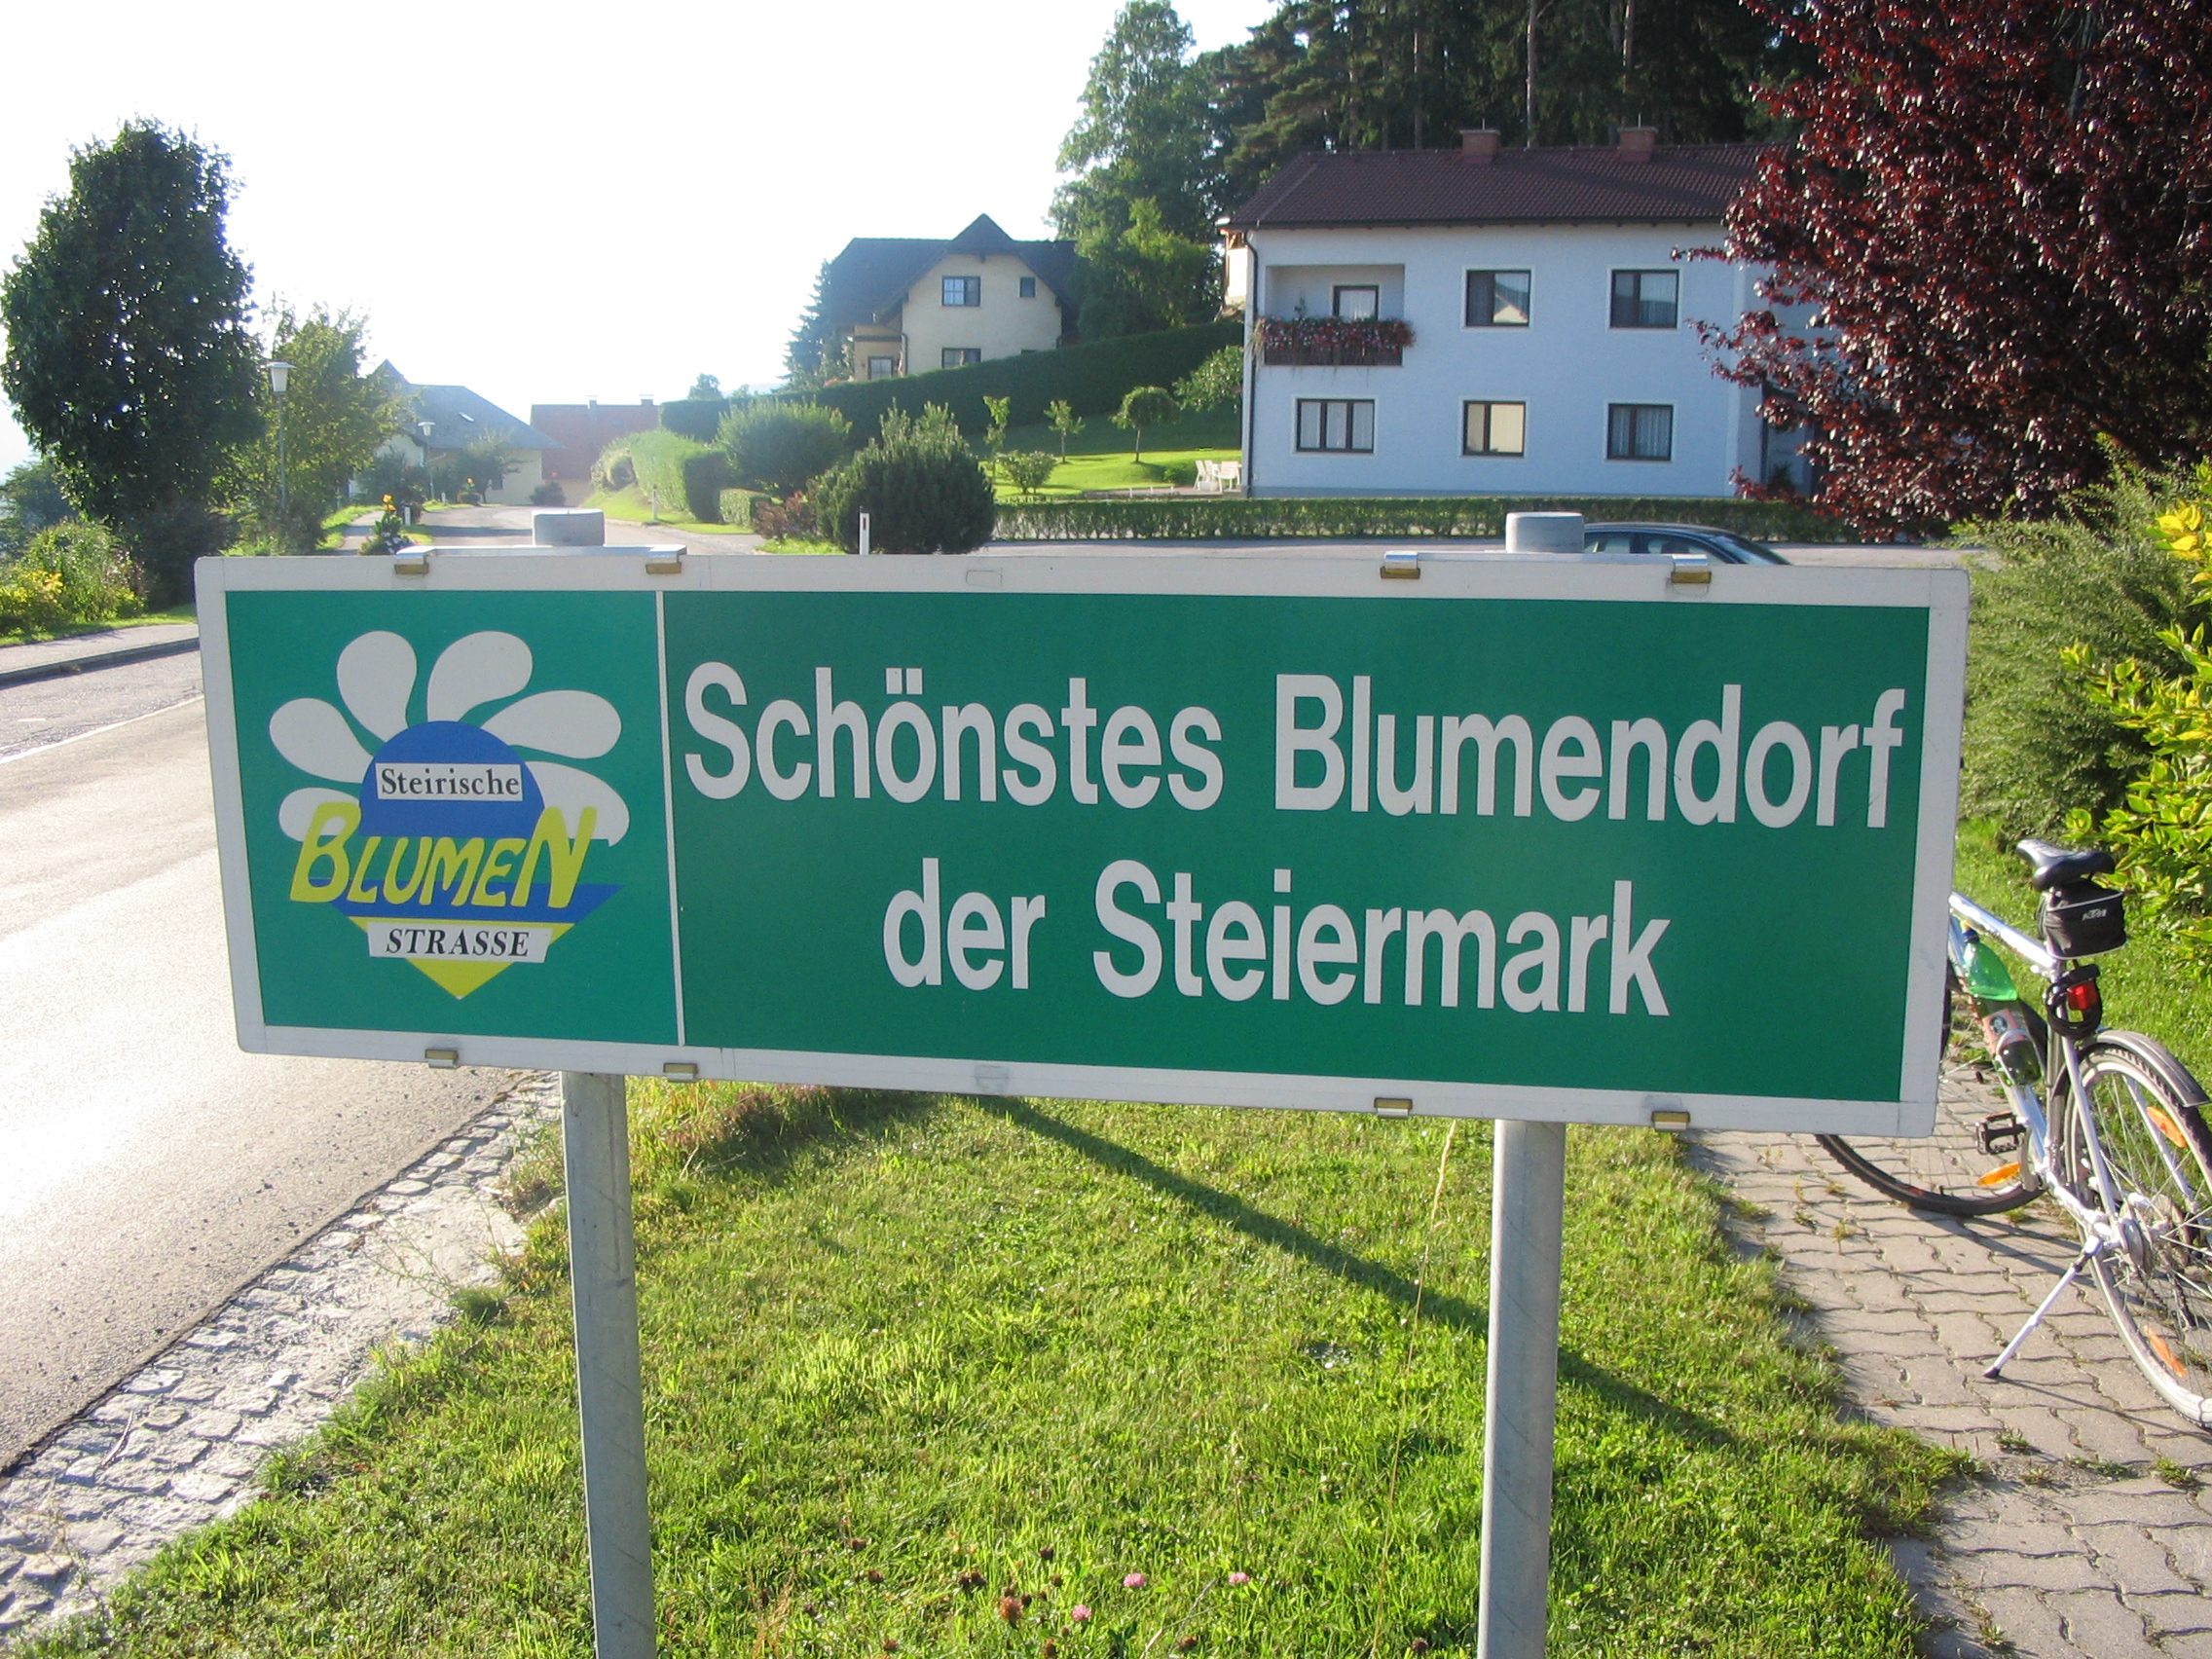 Steirische
BLUMEN
STRASSE
Schönstes Blumendorf
der Steiermark